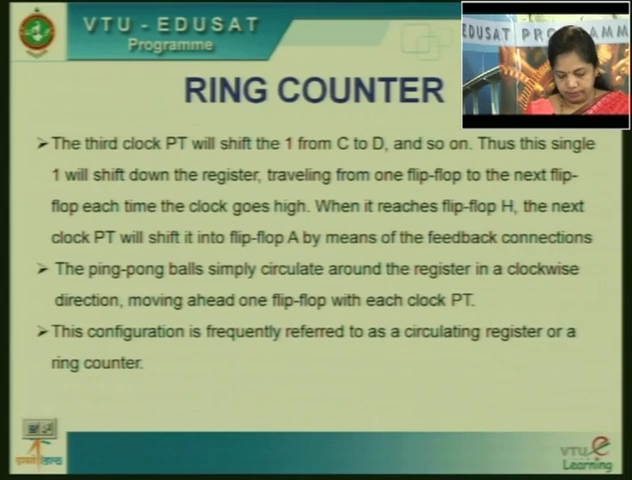 VTU - EDUSAT
Programme
EDUSAT PROGRAMM
RING COUNTER
➢The third clock PT will shift the 1 from C to D, and so on. Thus this single
1 will shift down the register, traveling from one flip-flop to the next flip-
flop each time the clock goes high. When it reaches flip-flop H, the next
clock PT will shift it into flip-flop A by means of the feedback connections
➢ The ping-pong balls simply circulate around the register in a clockwise
direction, moving ahead one flip-flop with each clock PT.
➢This configuration is frequently referred to as a circulating register or a
ring counter.
VTU e
Learning